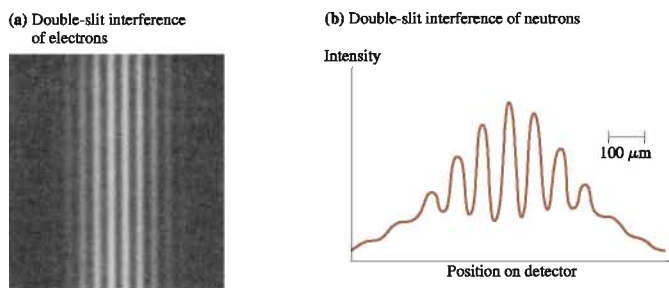 (a) Double-slit interference
of electrons
(b) Double-slit interference of neutrons
Intensity
100 μm
Position on detector